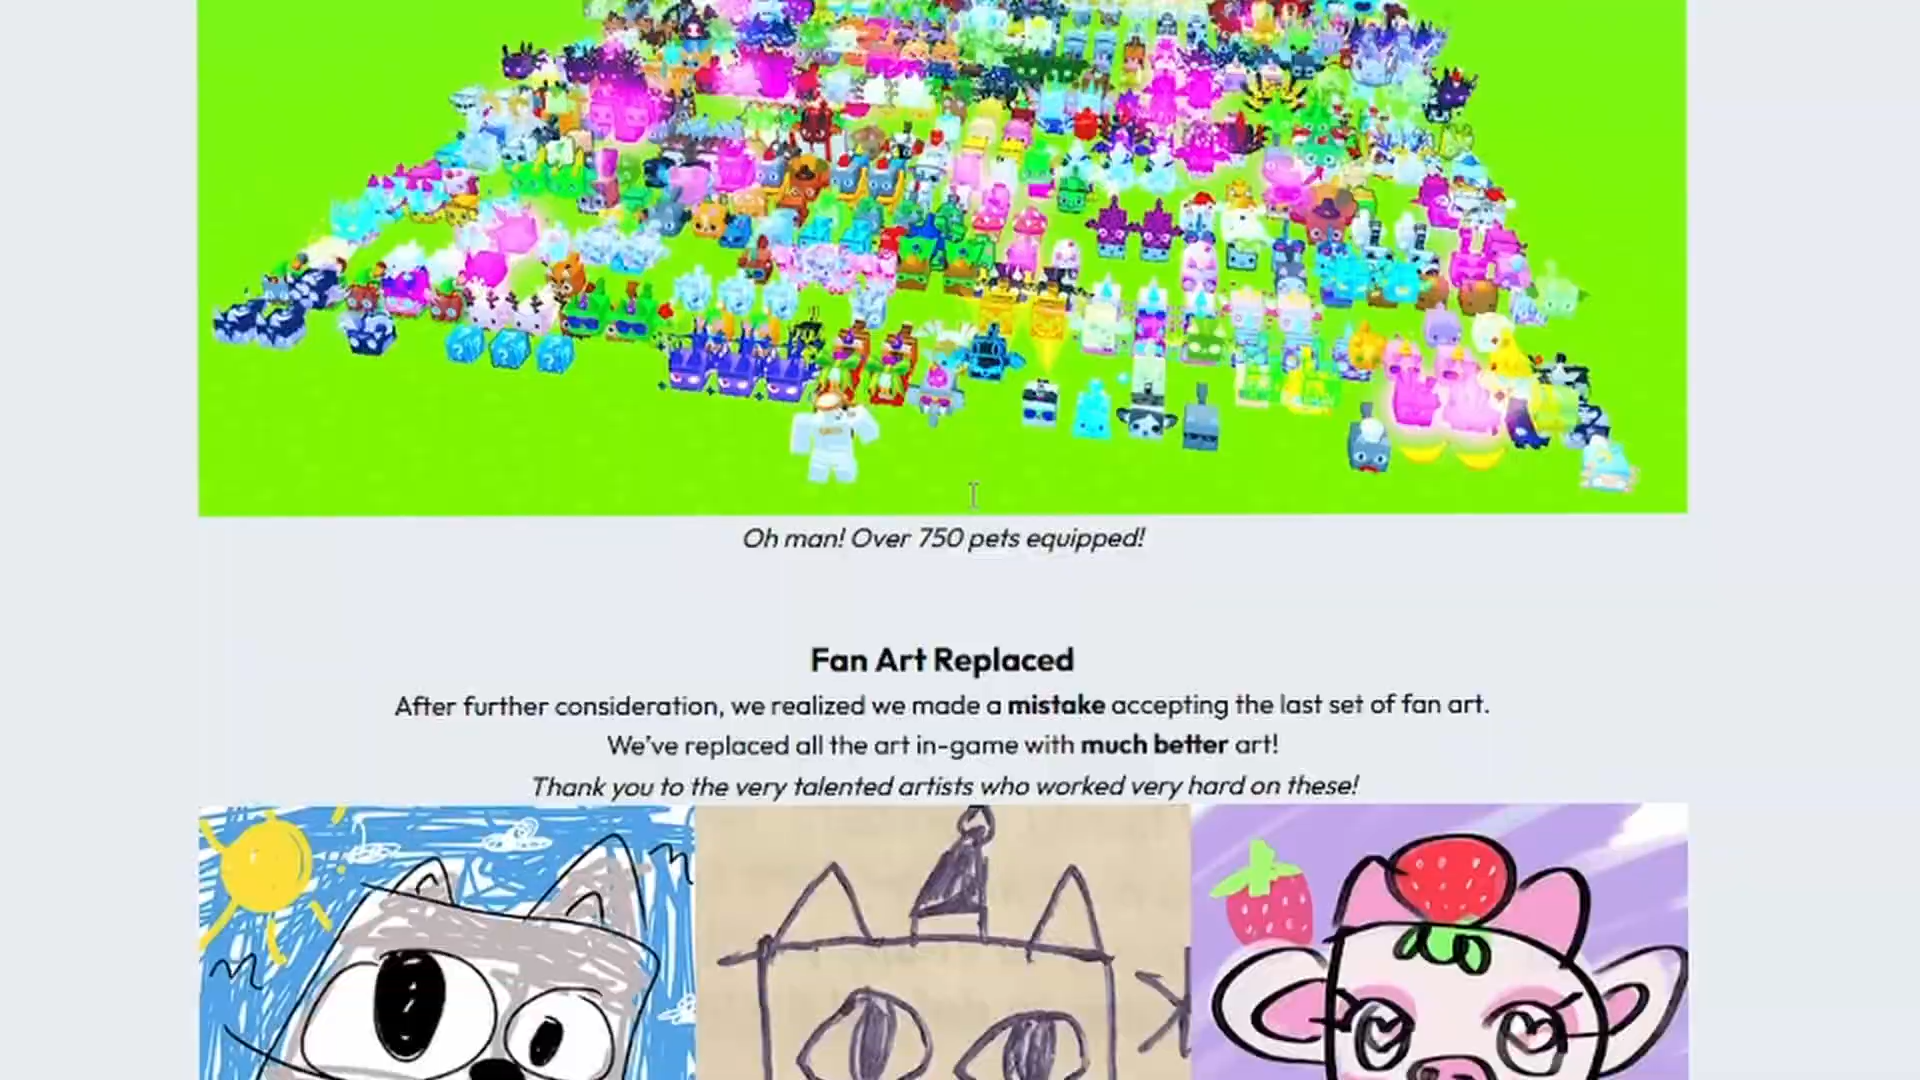 Oh man! Over 750 pets equipped!
Fan Art Replaced
After further consideration, we realized we made a mistake accepting the last set of fan art.
We've replaced all the art in-game with much better art!
Thank you to the very talented artists who worked very hard on these!